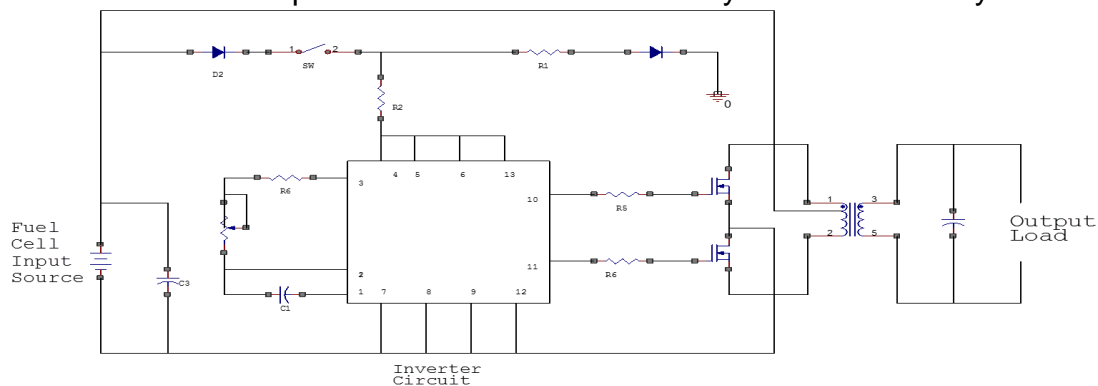 1
2
D2
SW
R1
0
R2
4
5
6
13
3
R6
10
R5
1
3
2
5
Output
Load
Fuel
Cell
Input
Source
C3
2
11
R6
1
C1
7
8
9
12
Inverter
Circuit